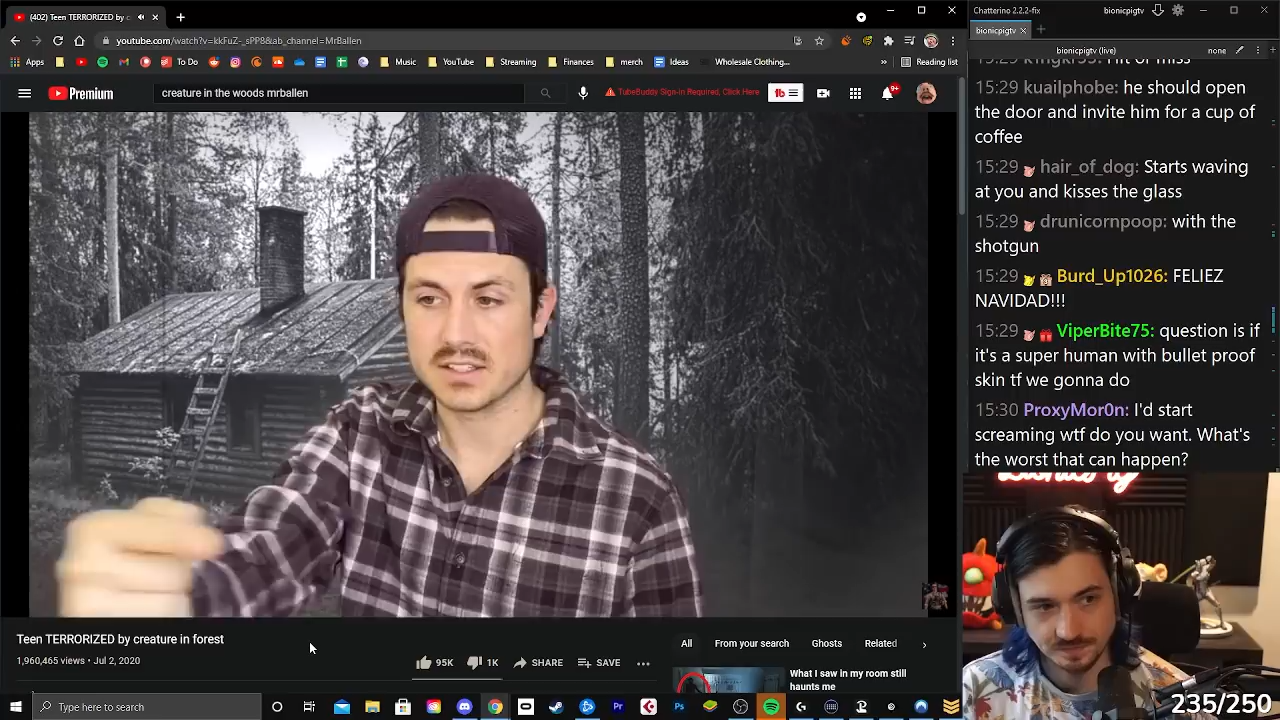 (402) Teen TERRORIZED by c
youtube.com/watch?v=kkFuZ-_sPP8&ab_channel=MrBallen
Apps
To Do
Music
YouTube
Streaming
Finances
merch
Ideas
Wholesale Clothing...
Reading list
Premium
creature in the woods mrballen
TubeBuddy Sign-in Required, Click Here
9+
Teen TERRORIZED by creature in forest
1,960,465 views • Jul 2, 2020
95K
1K
SHARE
SAVE
All
From your search
Ghosts
Related
What I saw in my room still
haunts me
Type here to search
Chatterino 2.2.2-fix
bionicpigtv
bionicpigtv
bionicpigtv (live)
none
15:29 kuailphobe: he should open
the door and invite him for a cup of
coffee
15:29 hair_of_dog: Starts waving
at you and kisses the glass
15:29 drunicornpoop: with the
shotgun
15:29 Burd_Up1026: FELIEZ
NAVIDAD!!!
15:29 ViperBite75: question is if
it's a super human with bullet proof
skin tf we gonna do
15:30 ProxyMor0n: I'd start
screaming wtf do you want. What's
the worst that can happen?
235/250